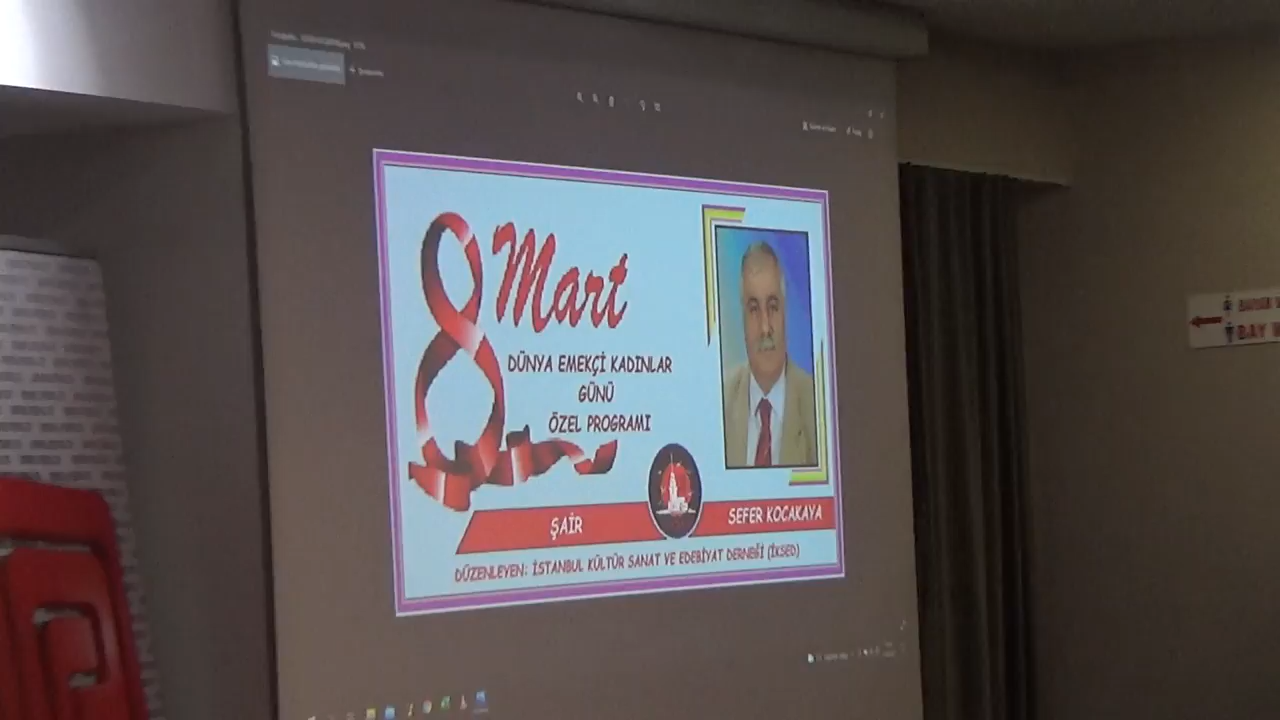 8 Mart
DÜNYA EMEKÇİ KADINLAR
GÜNÜ
ÖZEL PROGRAMI
ŞAİR
SEFER KOCAKAYA
DÜZENLEYEN: İSTANBUL KÜLTÜR SANAT VE EDEBİYAT DERNEĞİ (İKSED)
BAY